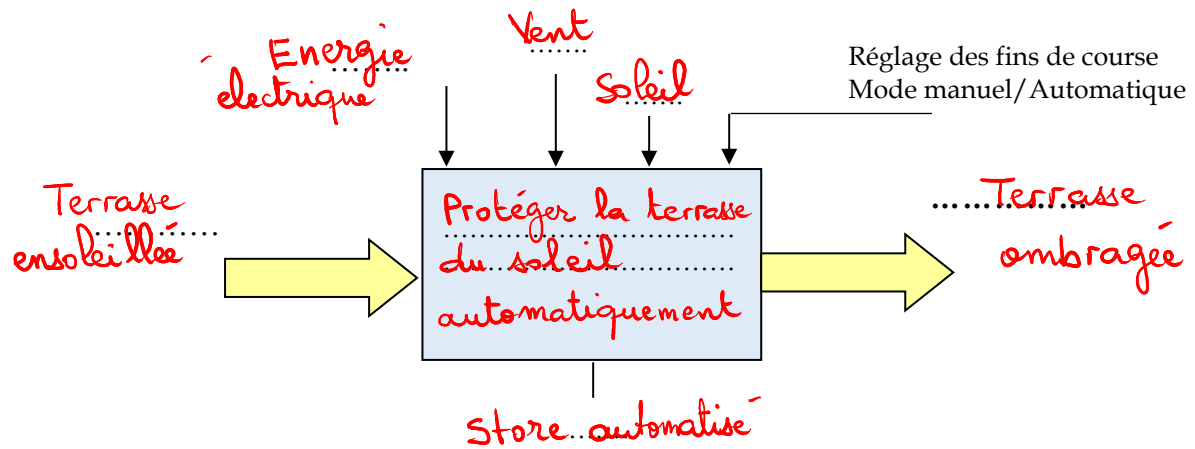 Vent
Energie
électrique
Soleil
Réglage des fins de course
Mode manuel/Automatique
Terrasse
ensoleillée
Protéger la terrasse
du soleil
automatiquement
Terrasse
ombragée
Store automatisé